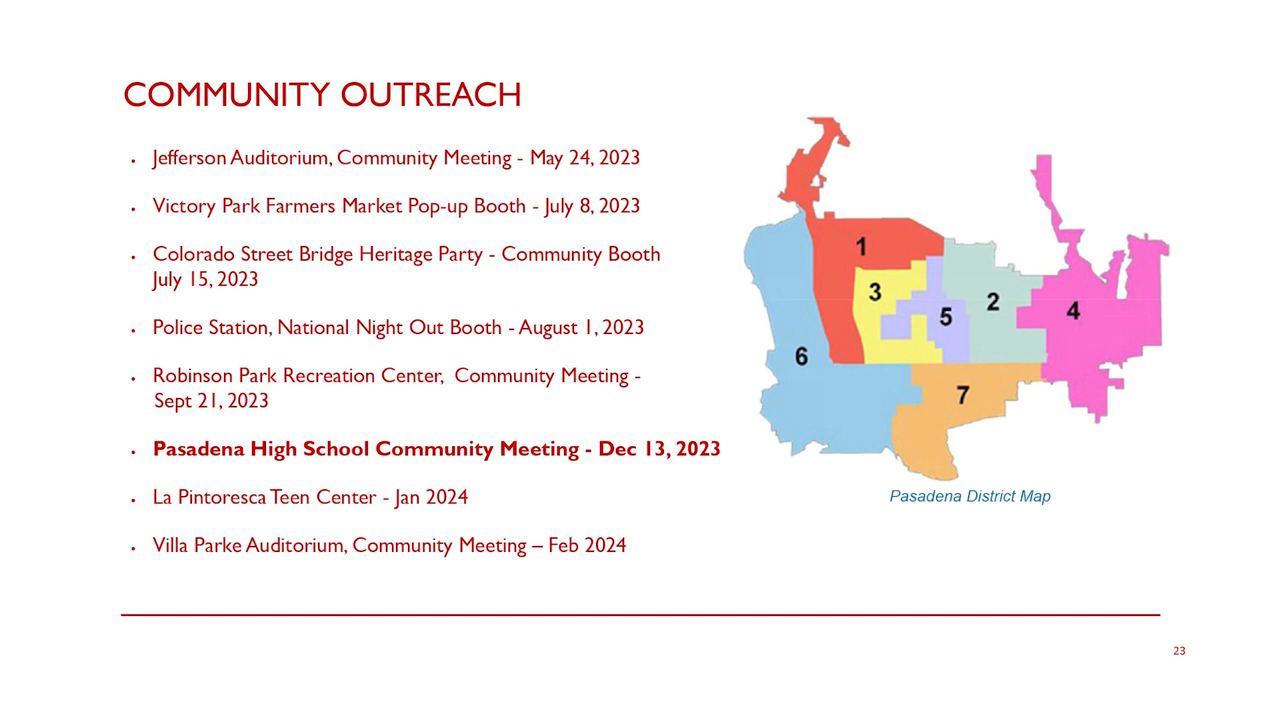 COMMUNITY OUTREACH
• Jefferson Auditorium, Community Meeting - May 24, 2023
• Victory Park Farmers Market Pop-up Booth - July 8, 2023
• Colorado Street Bridge Heritage Party - Community Booth
July 15, 2023
• Police Station, National Night Out Booth - August 1, 2023
• Robinson Park Recreation Center,  Community Meeting -
Sept 21, 2023
• Pasadena High School Community Meeting - Dec 13, 2023
• La Pintoresca Teen Center - Jan 2024
• Villa Parke Auditorium, Community Meeting – Feb 2024
1
3
2
5
4
6
7
Pasadena District Map
23